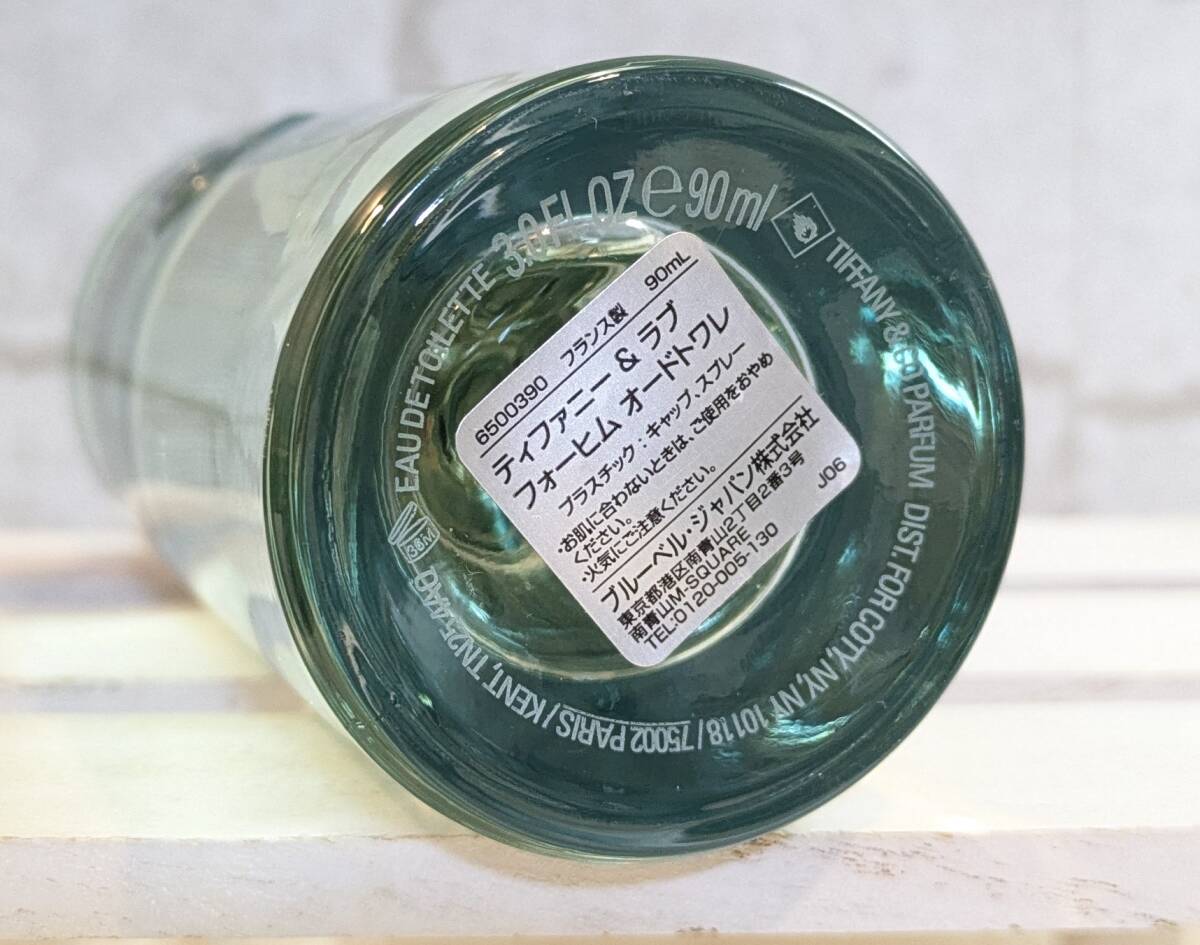 EAU DE TOILETTE 3.0 FL OZ e 90ml
TIFFANY & Co. PARFUM DIST. FOR COTY, NY, NY 10118 / 75002 PARIS / KENT, TN25 4AQ
36M
6500390 フランス製 90mL
ティファニー & ラブ
フォーヒム オードトワレ
プラスチック：キャップ、スプレー
・お肌に合わないときは、ご使用をおやめ
ください。
・火気にご注意ください。
ブルーベル・ジャパン株式会社
東京都港区南青山2丁目2番3号
南青山M-SQUARE
TEL:0120-005-130 J06